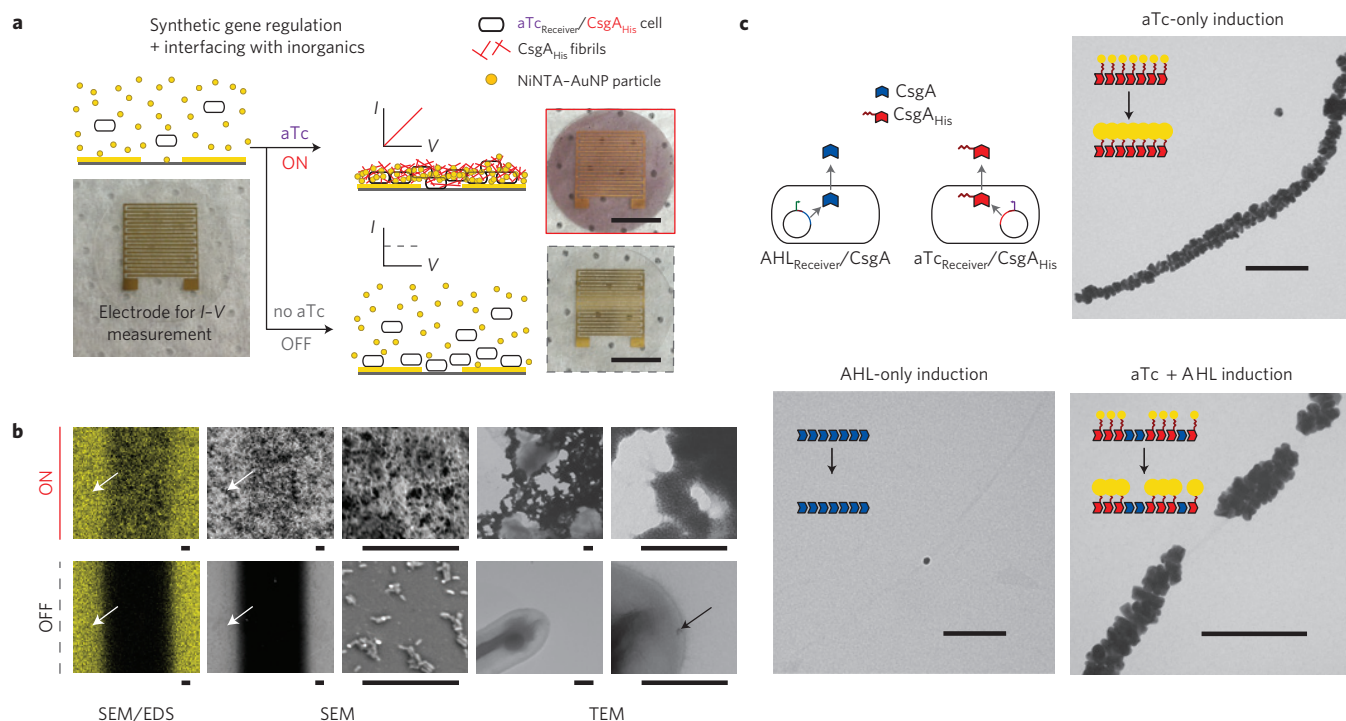 a
Synthetic gene regulation
+ interfacing with inorganics
aTcReceiver/CsgAHis cell
CsgAHis fibrils
NiNTA–AuNP particle
aTc
ON
I
V
Electrode for I–V
measurement
no aTc
OFF
I
V
b
ON
OFF
SEM/EDS
SEM
TEM
c
CsgA
CsgAHis
AHLReceiver/CsgA
aTcReceiver/CsgAHis
aTc-only induction
AHL-only induction
aTc + AHL induction